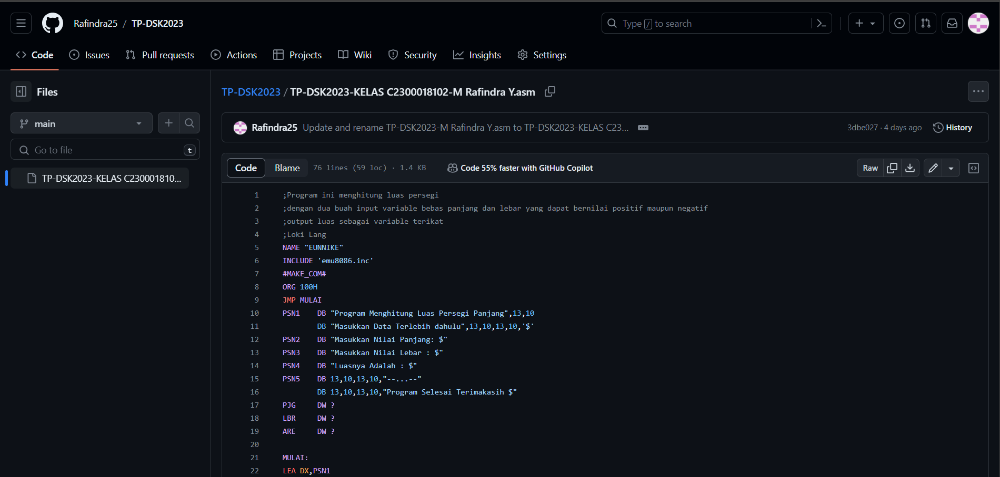 Rafindra25 / TP-DSK2023
Type / to search
Code Issues Pull requests Actions Projects Wiki Security Insights Settings
Files
main
Go to file t
TP-DSK2023-KELAS C230001810...
TP-DSK2023 / TP-DSK2023-KELAS C2300018102-M Rafindra Y.asm
Rafindra25 Update and rename TP-DSK2023-M Rafindra Y.asm to TP-DSK2023-KELAS C23...
3dbe027 · 4 days ago History
Code Blame 76 lines (59 loc) · 1.4 KB Code 55% faster with GitHub Copilot Raw
1 ;Program ini menghitung luas persegi
2 ;dengan dua buah input variable bebas panjang dan lebar yang dapat bernilai positif maupun negatif
3 ;output luas sebagai variable terikat
4 ;Loki Lang
5 NAME "EUNNIKE"
6 INCLUDE 'emu8086.inc'
7 #MAKE_COM#
8 ORG 100H
9 JMP MULAI
10 PSN1 DB "Program Menghitung Luas Persegi Panjang",13,10
11 DB "Masukkan Data Terlebih dahulu",13,10,13,10,'$'
12 PSN2 DB "Masukkan Nilai Panjang: $"
13 PSN3 DB "Masukkan Nilai Lebar : $"
14 PSN4 DB "Luasnya Adalah : $"
15 PSN5 DB 13,10,13,10,"--...--"
16 DB 13,10,13,10,"Program Selesai Terimakasih $"
17 PJG DW ?
18 LBR DW ?
19 ARE DW ?
20
21 MULAI:
22 LEA DX,PSN1